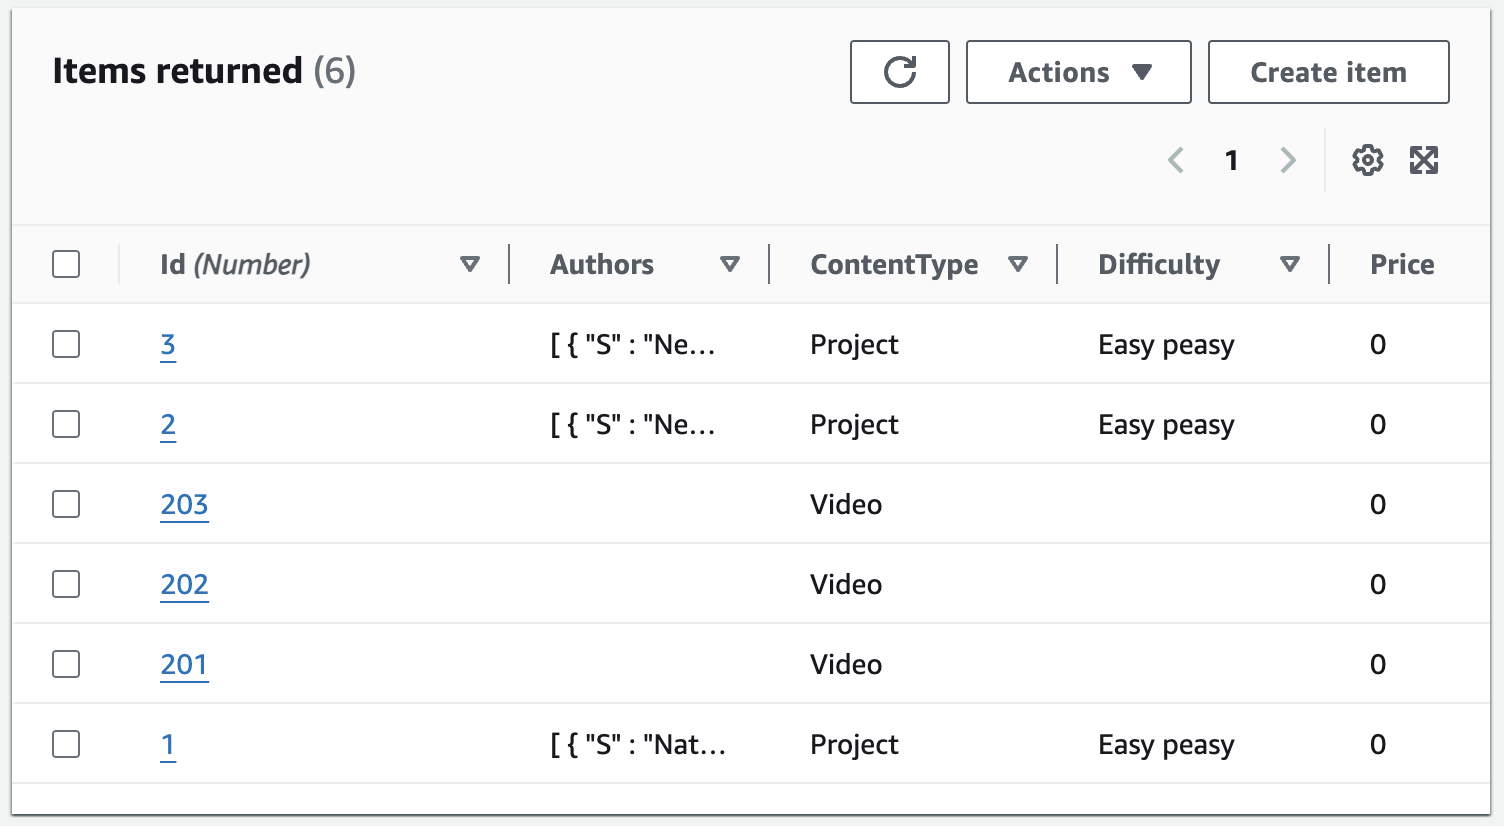 Items returned (6)
Actions
Create item
1
Id (Number) Authors ContentType Difficulty Price
3 [ { "S" : "Ne... Project Easy peasy 0
2 [ { "S" : "Ne... Project Easy peasy 0
203 Video 0
202 Video 0
201 Video 0
1 [ { "S" : "Nat... Project Easy peasy 0